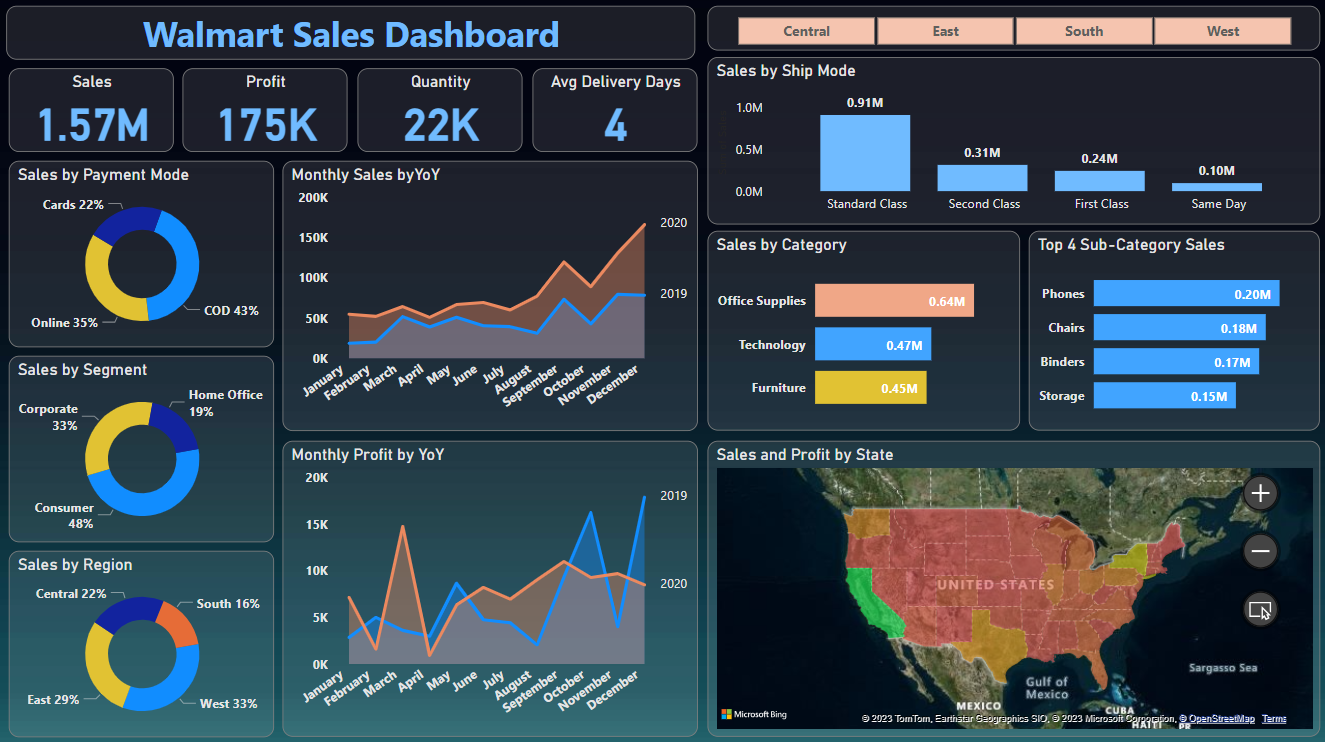 Walmart Sales Dashboard
Central
East
South
West
Sales
1.57M
Profit
175K
Quantity
22K
Avg Delivery Days
4
Sales by Ship Mode
1.0M
0.5M
0.0M
0.91M
0.31M
0.24M
0.10M
Standard Class
Second Class
First Class
Same Day
Sales by Payment Mode
Cards 22%
Online 35%
COD 43%
Monthly Sales byYoY
200K
150K
100K
50K
0K
2020
2019
January
February
March
April
May
June
July
August
September
October
November
December
Sales by Category
Office Supplies
0.64M
Technology
0.47M
Furniture
0.45M
Top 4 Sub-Category Sales
Phones
0.20M
Chairs
0.18M
Binders
0.17M
Storage
0.15M
Sales by Segment
Home Office
19%
Corporate
33%
Consumer
48%
Monthly Profit by YoY
20K
15K
10K
5K
0K
2019
2020
January
February
March
April
May
June
July
August
September
October
November
December
Sales by Region
Central 22%
South 16%
East 29%
West 33%
Sales and Profit by State
UNITED STATES
Sargasso Sea
Gulf of
Mexico
MEXICO
CUBA
HAITI
PR
Microsoft Bing
© 2023 TomTom, Earthstar Geographics SIO, © 2023 Microsoft Corporation, © OpenStreetMap Terms